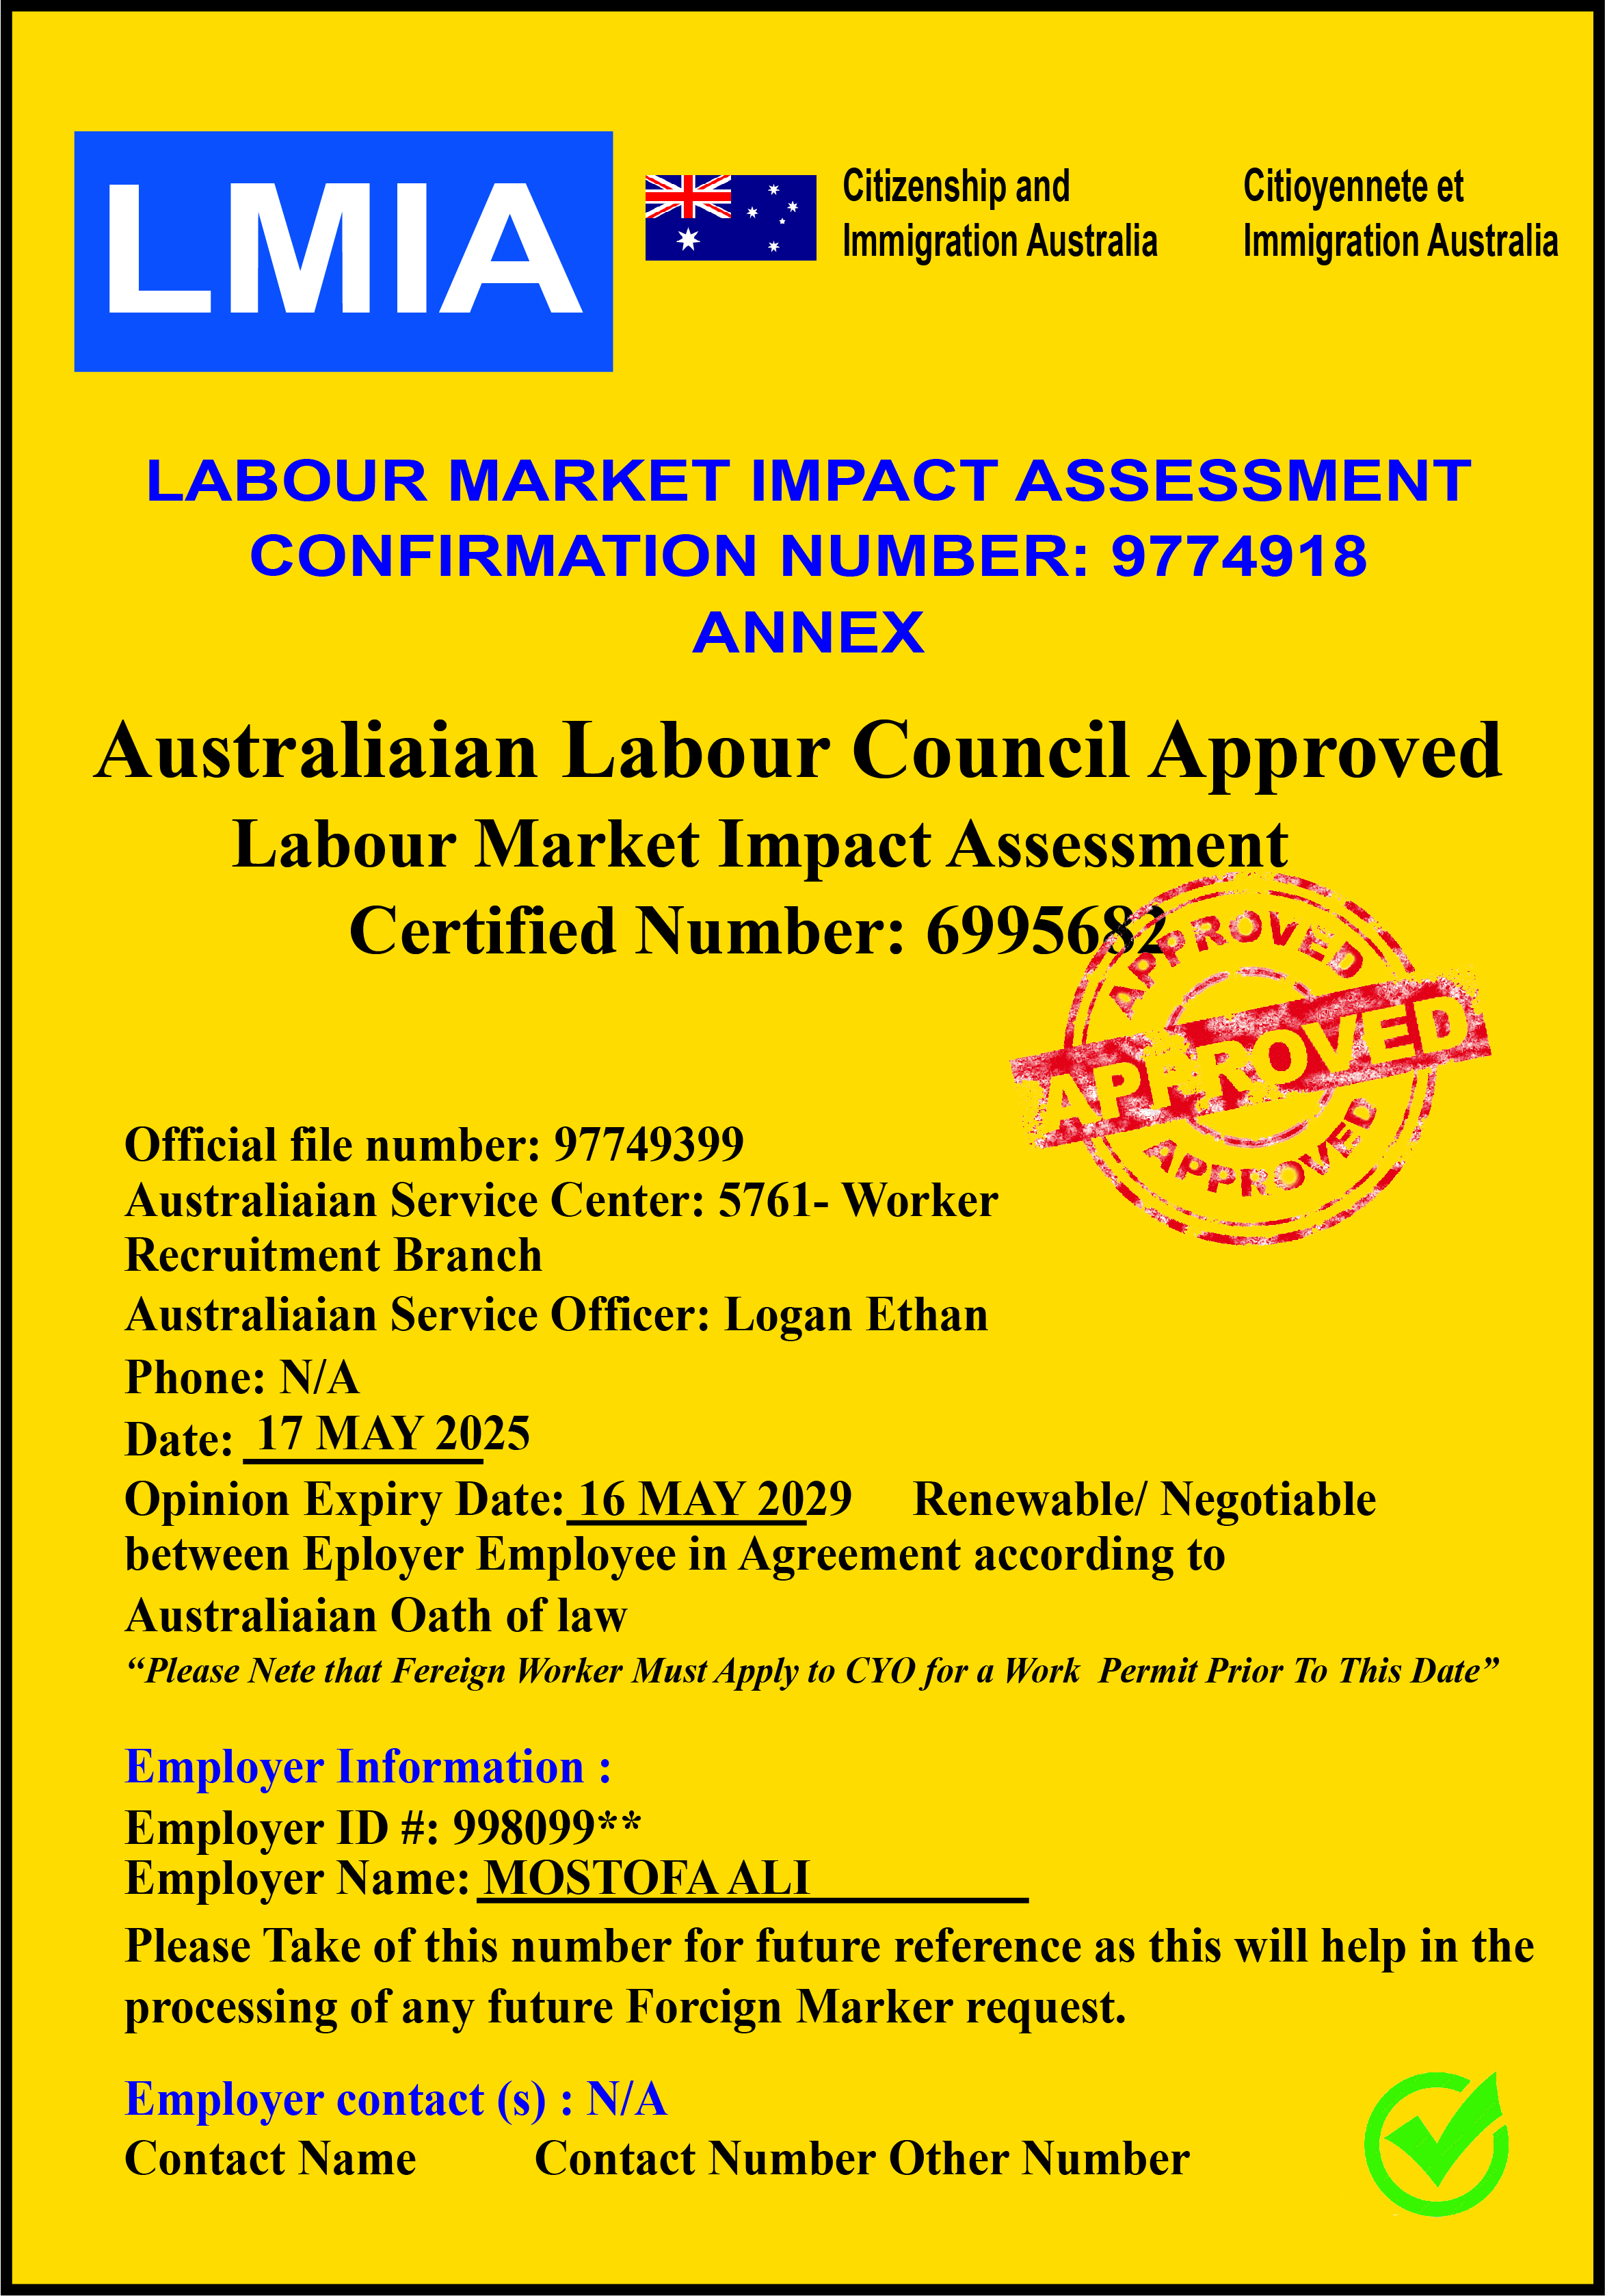 LMIA
Citizenship and
Immigration Australia
Citioyennete et
Immigration Australia
LABOUR MARKET IMPACT ASSESSMENT
CONFIRMATION NUMBER: 9774918
ANNEX
Australiaian Labour Council Approved
Labour Market Impact Assessment
Certified Number: 6995682
APPROVED
APPROVED
APPROVED
Official file number: 97749399
Australiaian Service Center: 5761- Worker
Recruitment Branch
Australiaian Service Officer: Logan Ethan
Phone: N/A
Date: 17 MAY 2025
Opinion Expiry Date: 16 MAY 2029 Renewable/ Negotiable
between Eployer Employee in Agreement according to
Australiaian Oath of law
“Please Nete that Fereign Worker Must Apply to CYO for a Work Permit Prior To This Date”
Employer Information :
Employer ID #: 998099**
Employer Name: MOSTOFA ALI
Please Take of this number for future reference as this will help in the
processing of any future Forcign Marker request.
Employer contact (s) : N/A
Contact Name Contact Number Other Number